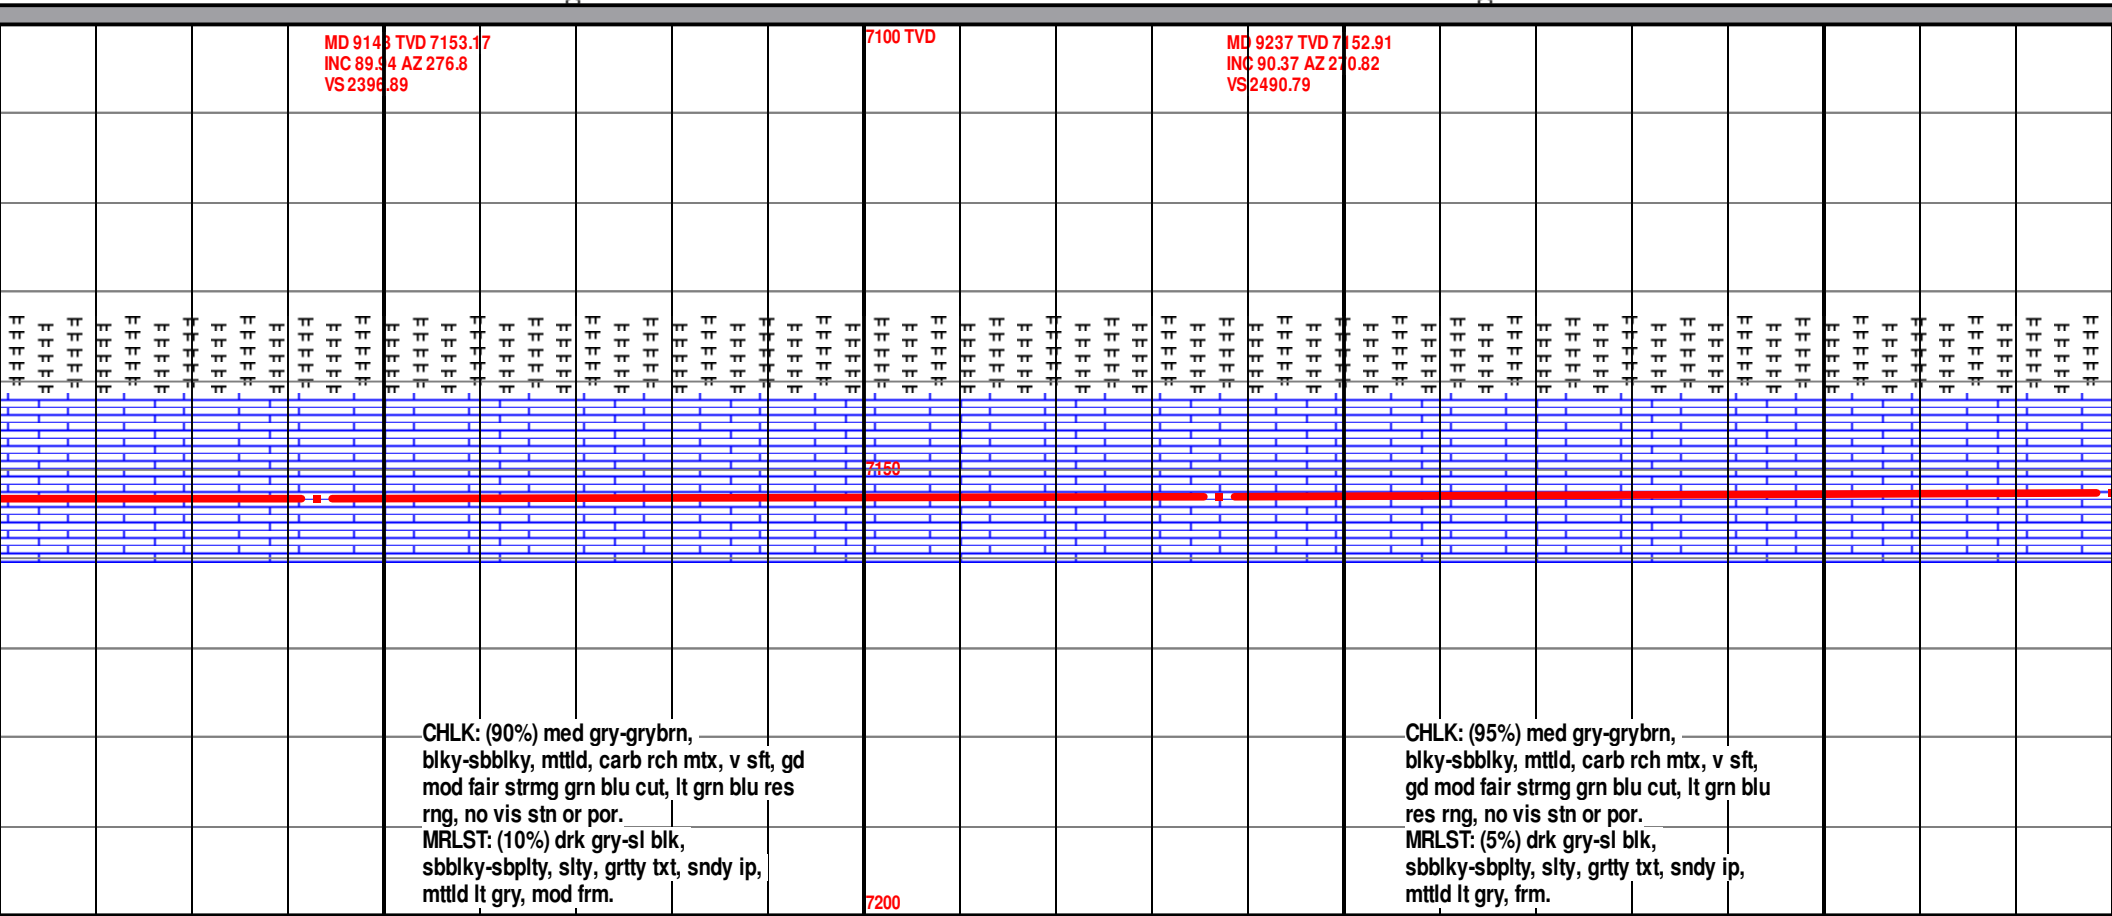 MD 9143 TVD 7153.17
INC 89.94 AZ 276.8
VS 2396.89
7100 TVD
MD 9237 TVD 7152.91
INC 90.37 AZ 270.82
VS 2490.79
7150
CHLK: (90%) med gry-grybrn,
blky-sbblky, mttld, carb rch mtx, v sft, gd
mod fair strmg grn blu cut, lt grn blu res
rng, no vis stn or por.
MRLST: (10%) drk gry-sl blk,
sbblky-sbplty, slty, grtty txt, sndy ip,
mttld lt gry, mod frm.
CHLK: (95%) med gry-grybrn,
blky-sbblky, mttld, carb rch mtx, v sft,
gd mod fair strmg grn blu cut, lt grn blu
res rng, no vis stn or por.
MRLST: (5%) drk gry-sl blk,
sbblky-sbplty, slty, grtty txt, sndy ip,
mttld lt gry, frm.
7200